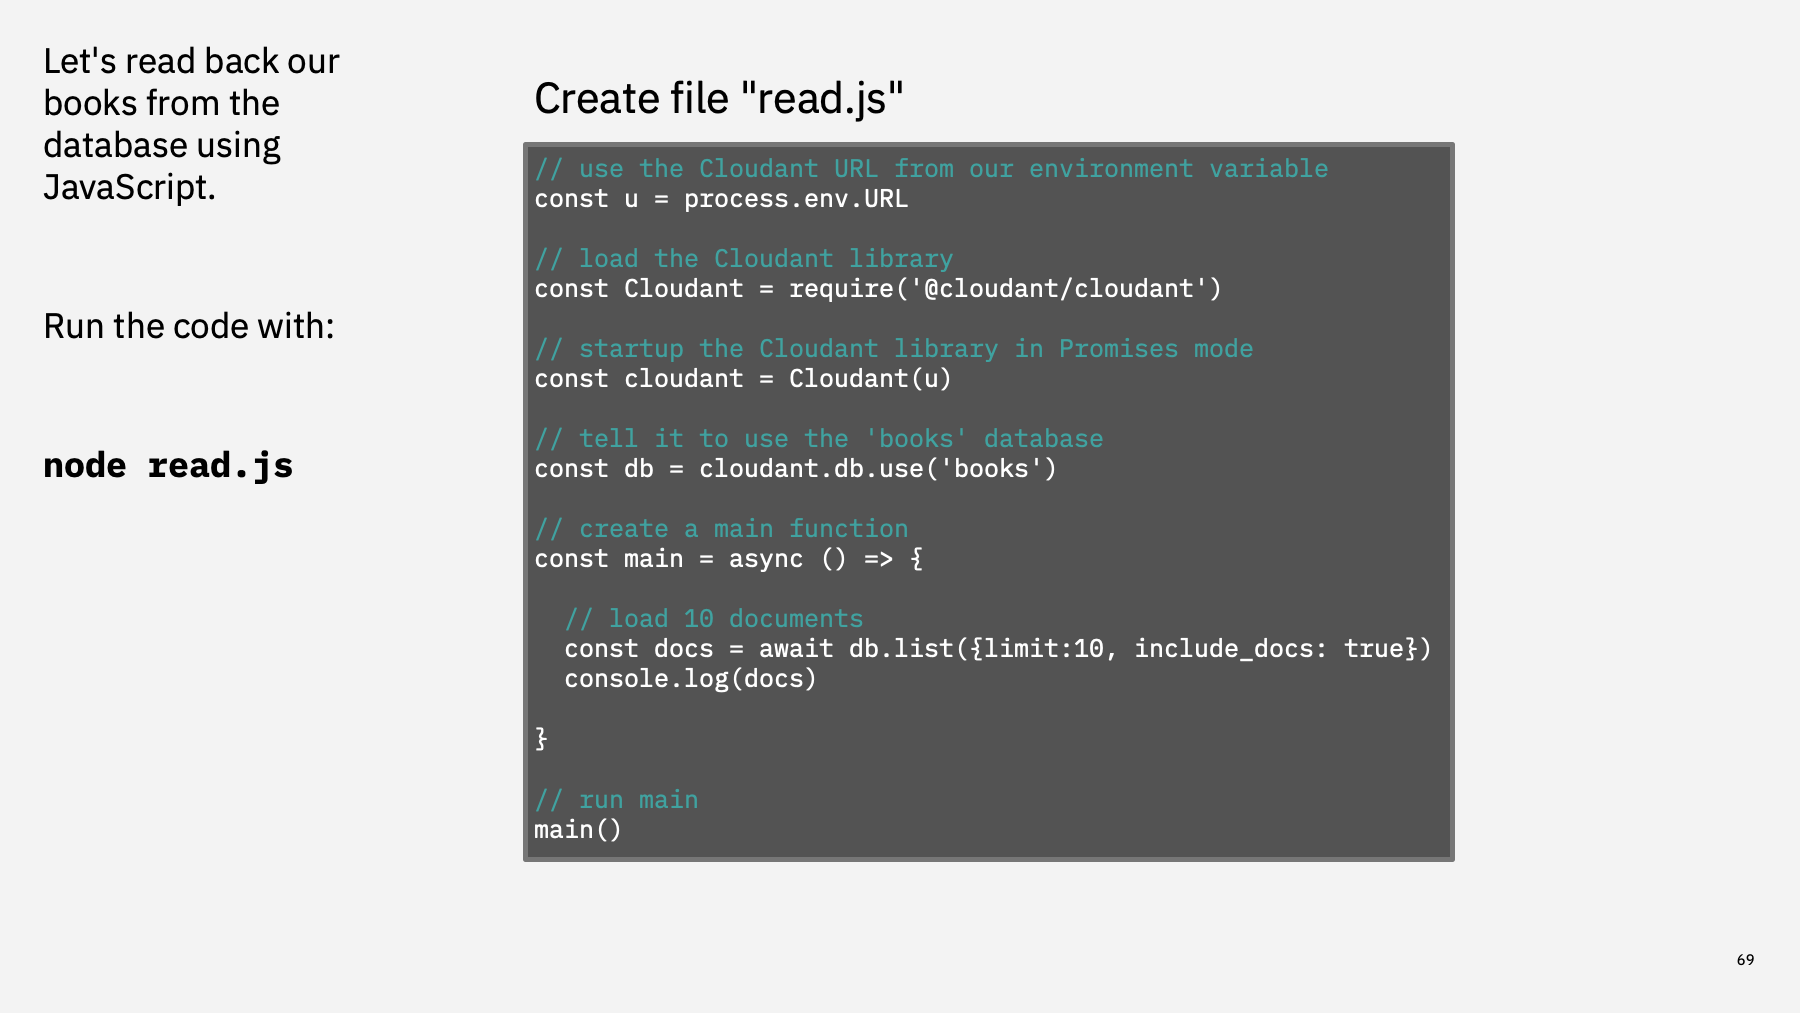 Let's read back our
books from the
database using
JavaScript.
Run the code with:
node read.js
Create file "read.js"
// use the Cloudant URL from our environment variable
const u = process.env.URL
// load the Cloudant library
const Cloudant = require('@cloudant/cloudant')
// startup the Cloudant library in Promises mode
const cloudant = Cloudant(u)
// tell it to use the 'books' database
const db = cloudant.db.use('books')
// create a main function
const main = async () => {
  // load 10 documents
  const docs = await db.list({limit:10, include_docs: true})
  console.log(docs)
}
// run main
main()
69